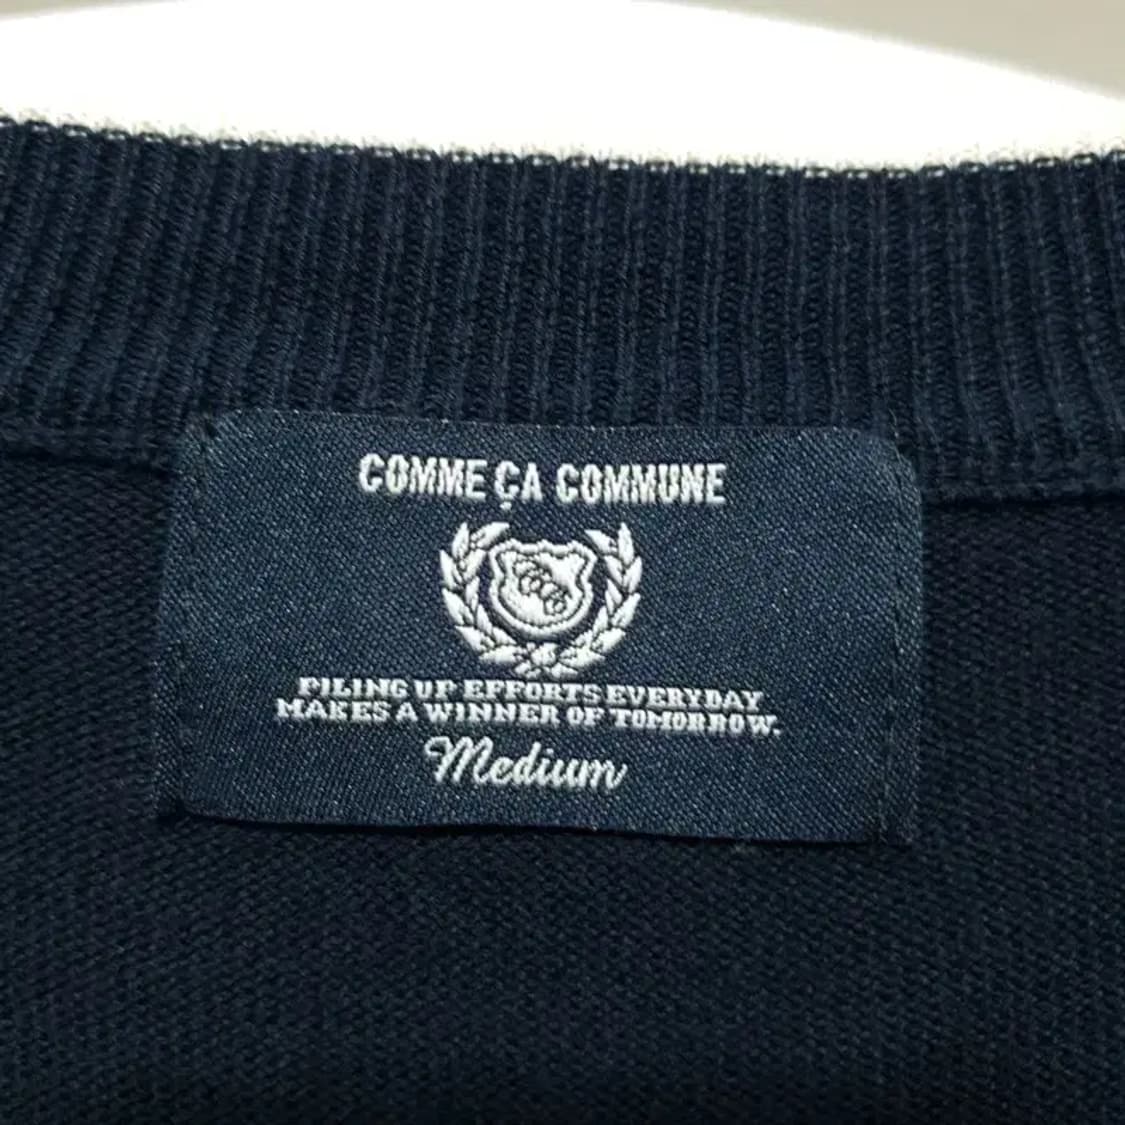 COMME ÇA COMMUNE
PILING UP EFFORTS EVERYDAY
MAKES A WINNER OF TOMORROW.
Medium